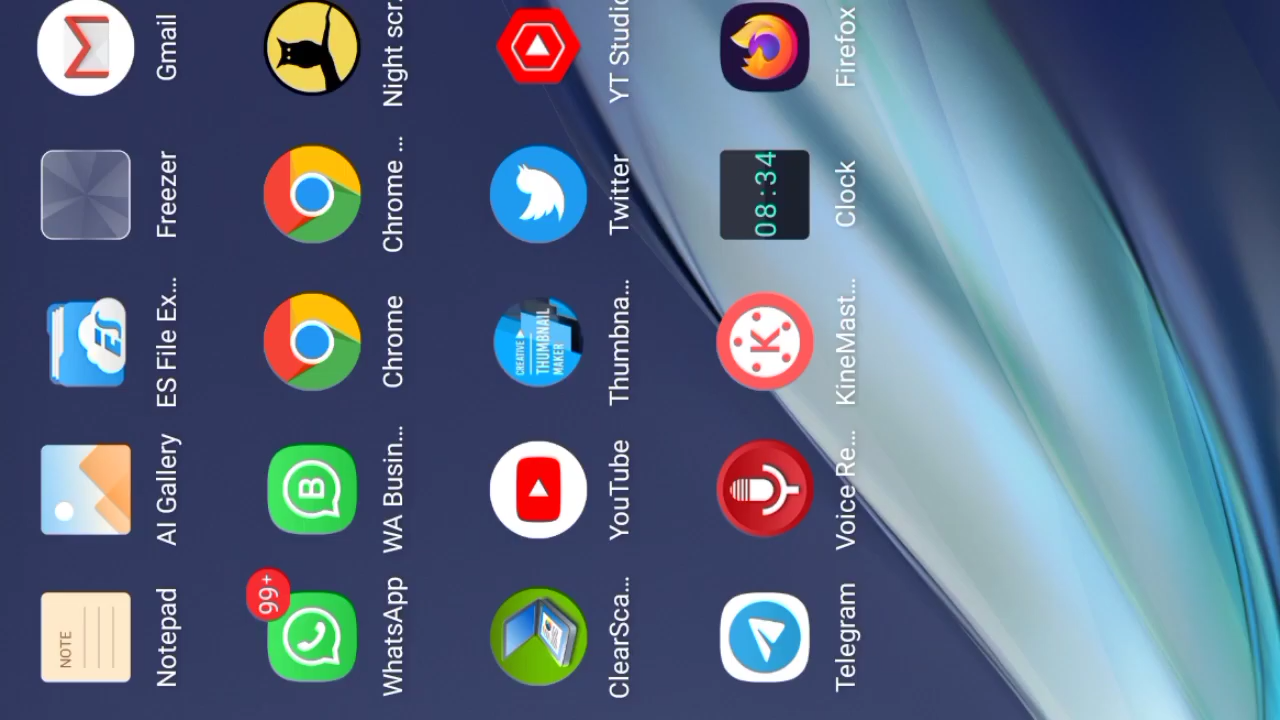 NOTE
Notepad
AI Gallery
ES
ES File Ex...
Freezer
Gmail
99+
WhatsApp
B
WA Busin...
Chrome
Chrome ...
Night scr.
ClearSca...
YouTube
CREATIVE
THUMBNAIL
MAKER
Thumbna...
Twitter
YT Studio
Telegram
Voice Re...
K
KineMast...
08:34
Clock
Firefox